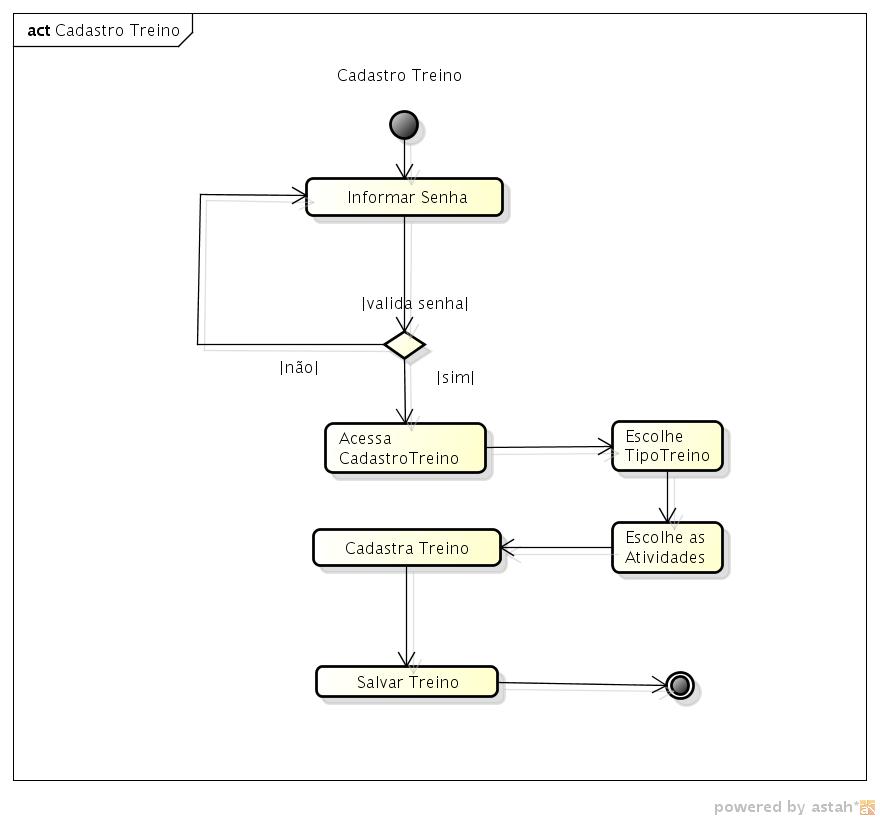 act Cadastro Treino
Cadastro Treino
Informar Senha
|valida senha|
|não|
|sim|
Acessa
CadastroTreino
Escolhe
TipoTreino
Escolhe as
Atividades
Cadastra Treino
Salvar Treino
powered by astah*